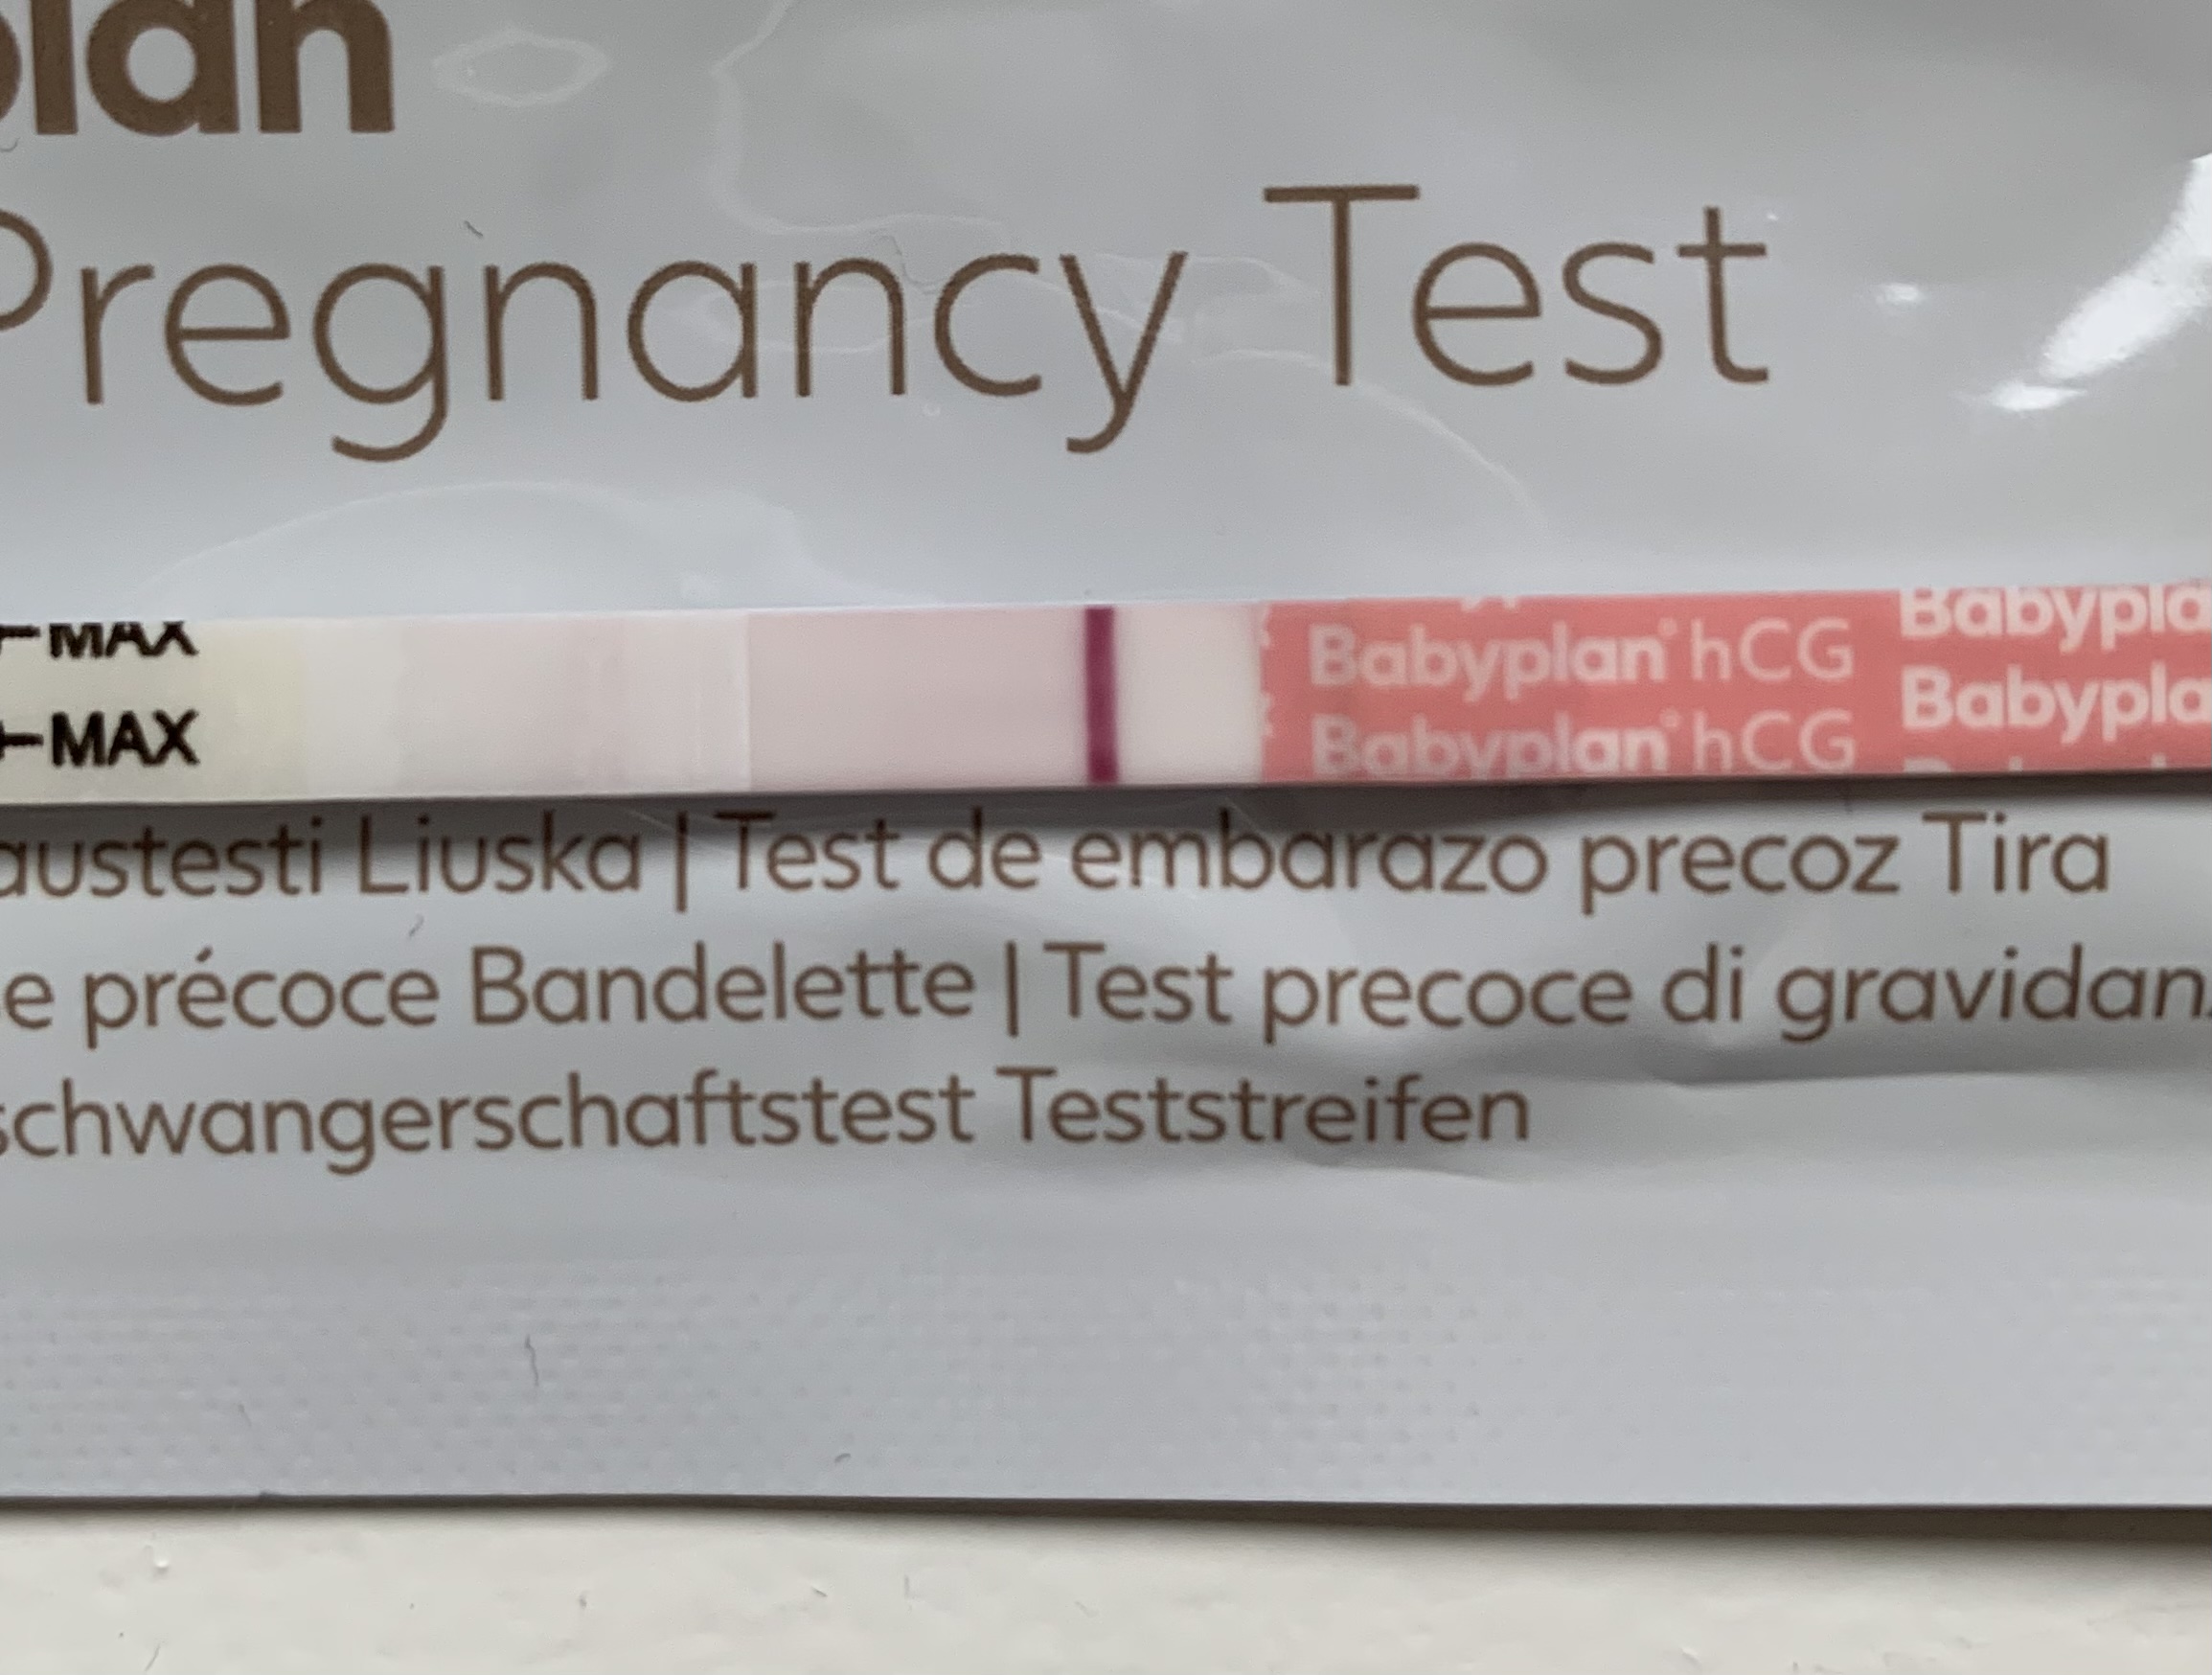 plan
Pregnancy Test
MAX
MAX
Babyplan® hCG
Babyplan® hCG
Babypla
Babypla
austesti Liuska | Test de embarazo precoz Tira
e précoce Bandelette | Test precoce di gravidan
schwangerschaftstest Teststreifen